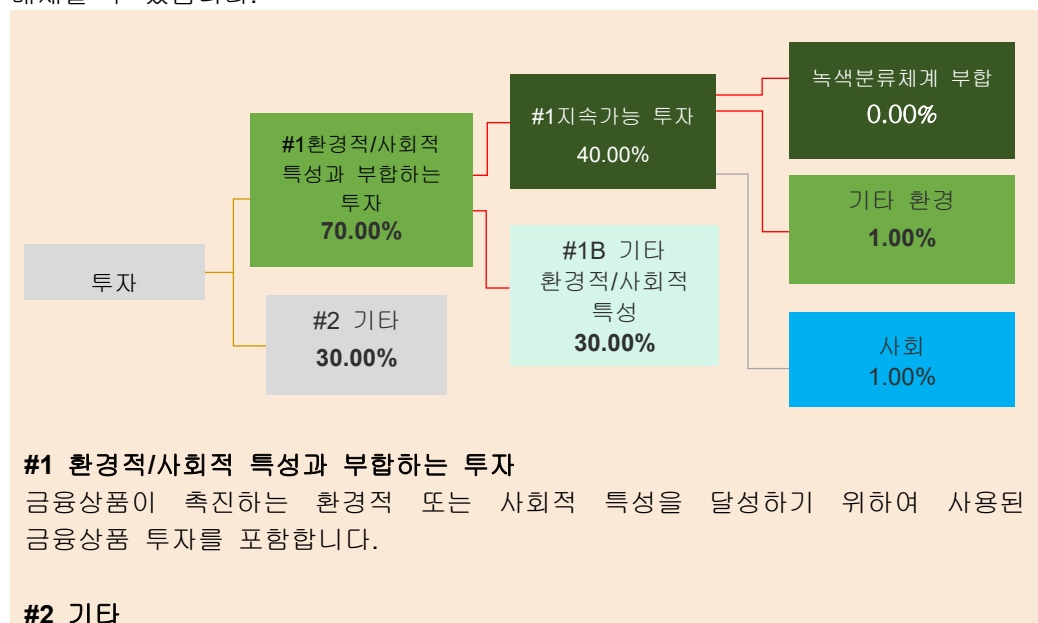 투자
#1환경적/사회적
특성과 부합하는
투자
70.00%
#2 기타
30.00%
#1지속가능 투자
40.00%
#1B 기타
환경적/사회적
특성
30.00%
녹색분류체계 부합
0.00%
기타 환경
1.00%
사회
1.00%
#1 환경적/사회적 특성과 부합하는 투자
금융상품이 촉진하는 환경적 또는 사회적 특성을 달성하기 위하여 사용된
금융상품 투자를 포함합니다.
#2 기타